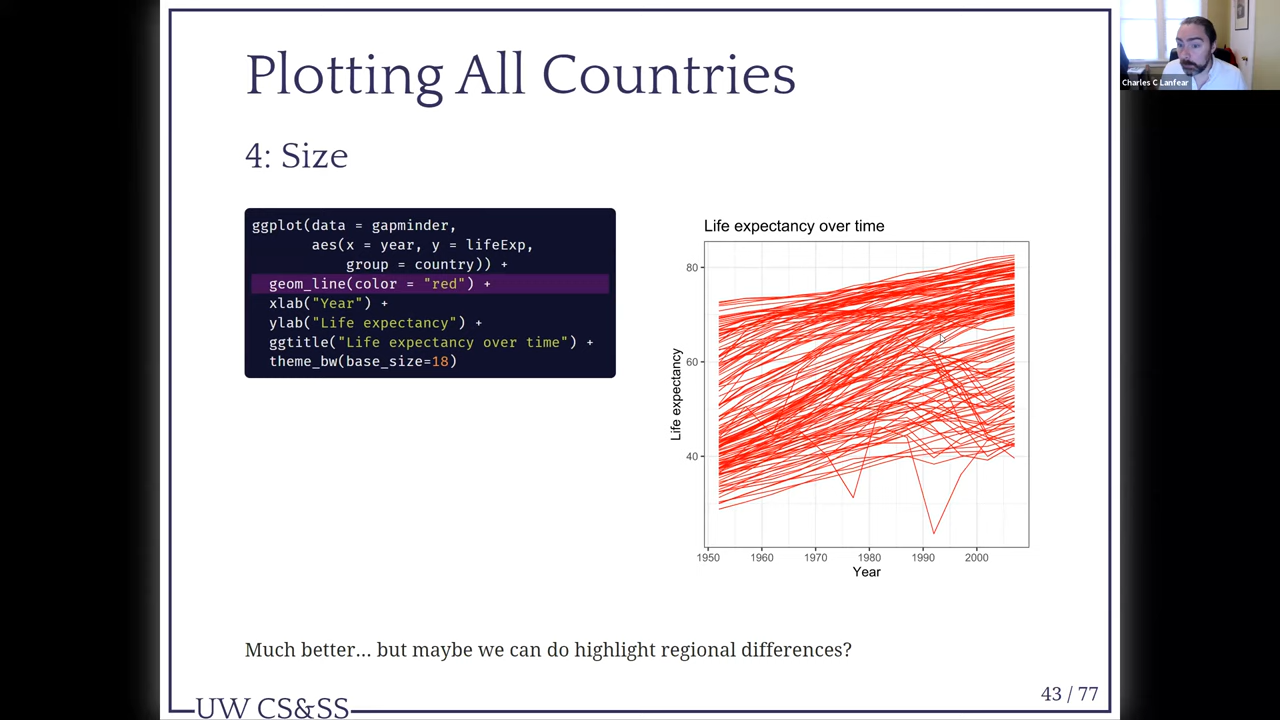 Plotting All Countries
Charles C Lanfear
4: Size
ggplot(data = gapminder,
aes(x = year, y = lifeExp,
group = country)) +
geom_line(color = "red") +
xlab("Year") +
ylab("Life expectancy") +
ggtitle("Life expectancy over time") +
theme_bw(base_size=18)
Life expectancy over time
80
60
40
Life expectancy
1950 1960 1970 1980 1990 2000
Year
Much better... but maybe we can do highlight regional differences?
UW CS&SS
43 / 77